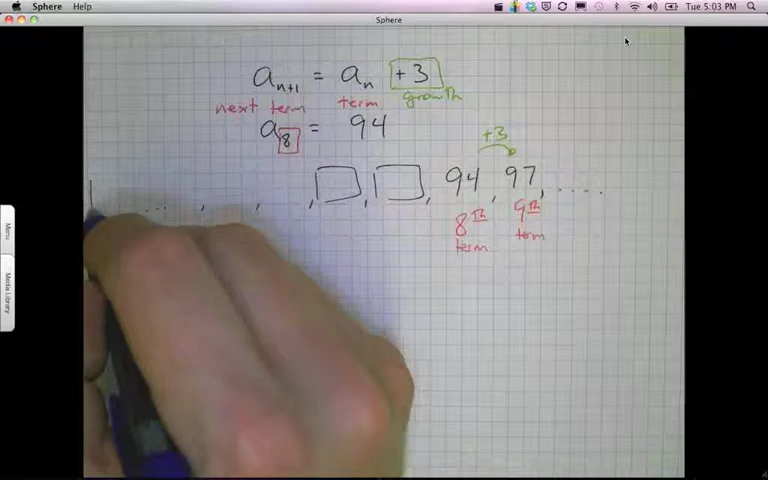 Sphere Help
Tue 5:03 PM
Sphere
aₙ₊₁ = aₙ +3
next term term growth
a₈ = 94
+3
... , , , , 94, 97, ....
8th 9th
term term
Menu
Media Library